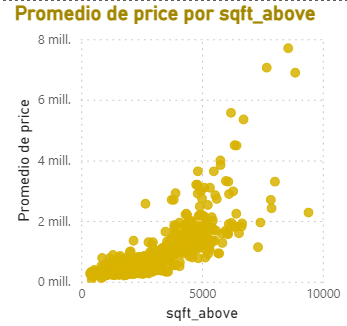 Promedio de price por sqft_above
8 mill.
6 mill.
4 mill.
2 mill.
0 mill.
Promedio de price
0
5000
10000
sqft_above